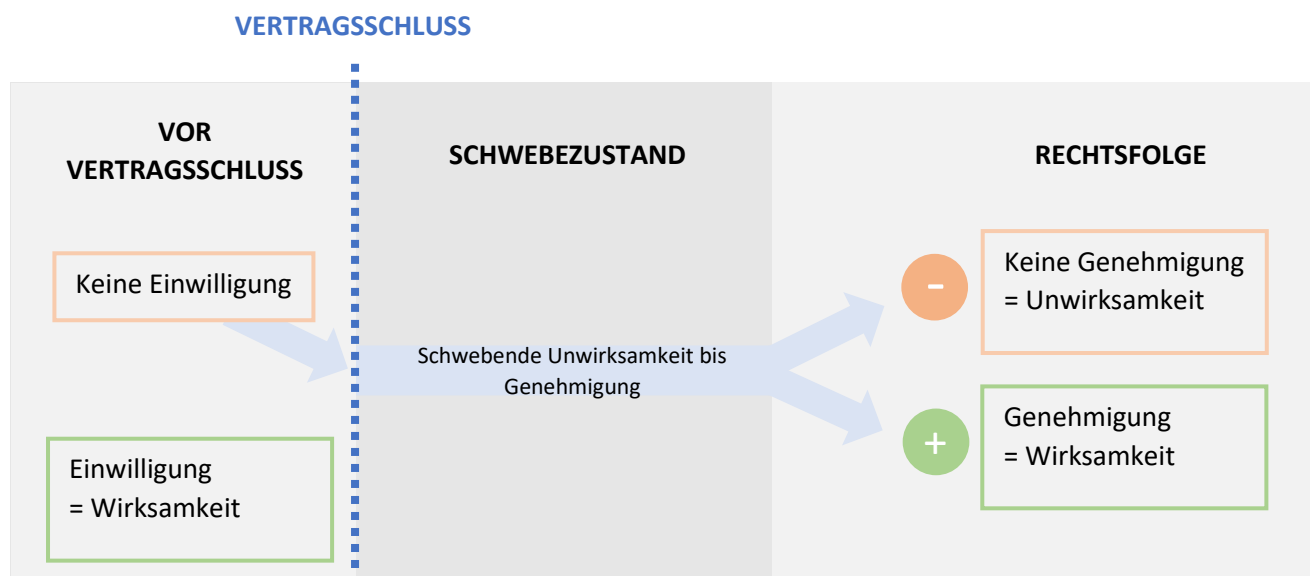 VERTRAGSSCHLUSS
VOR
VERTRAGSSCHLUSS
SCHWEBEZUSTAND
RECHTSFOLGE
Keine Einwilligung
Schwebende Unwirksamkeit bis
Genehmigung
-
Keine Genehmigung
= Unwirksamkeit
Einwilligung
= Wirksamkeit
+
Genehmigung
= Wirksamkeit